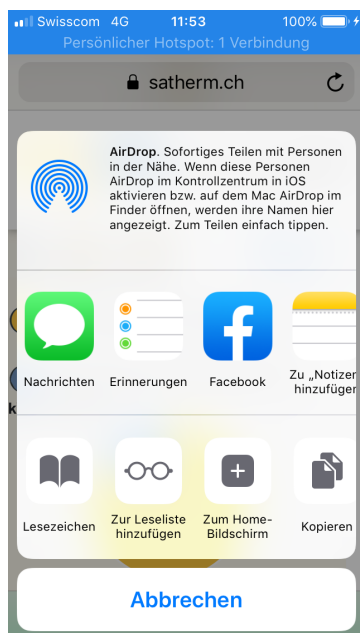 Swisscom 4G 11:53 100%
Persönlicher Hotspot: 1 Verbindung
satherm.ch
AirDrop. Sofortiges Teilen mit Personen
in der Nähe. Wenn diese Personen
AirDrop im Kontrollzentrum in iOS
aktivieren bzw. auf dem Mac AirDrop im
Finder öffnen, werden ihre Namen hier
angezeigt. Zum Teilen einfach tippen.
Nachrichten
Erinnerungen
Facebook
Zu „Notizen
hinzufügen
k
Lesezeichen
Zur Leseliste
hinzufügen
Zum Home-
Bildschirm
Kopieren
Abbrechen